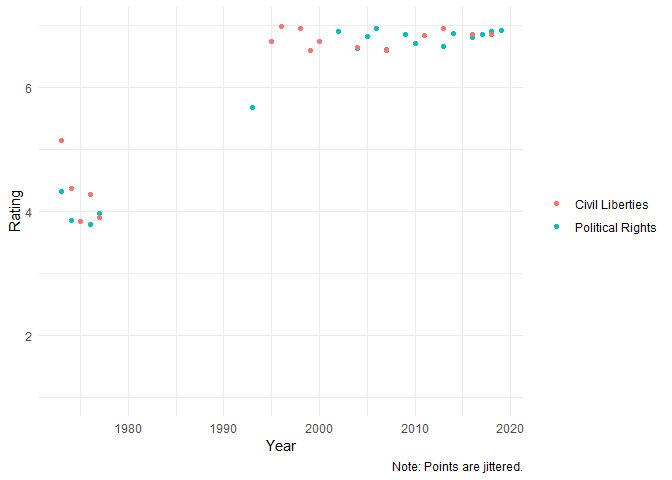 6
4
2
Rating
1980
1990
2000
2010
2020
Year
Civil Liberties
Political Rights
Note: Points are jittered.